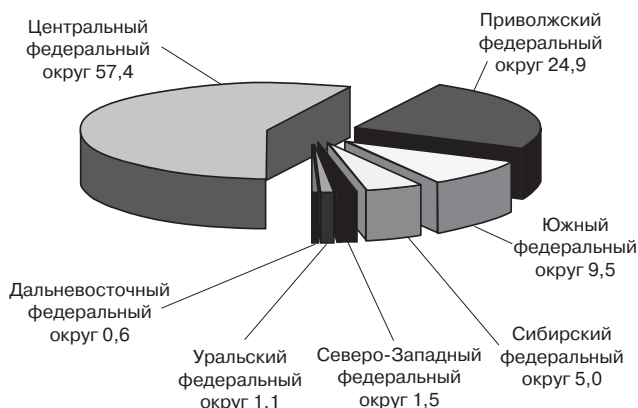 Центральный
федеральный
округ 57,4
Приволжский
федеральный
округ 24,9
Южный
федеральный
округ 9,5
Сибирский
федеральный
округ 5,0
Северо-Западный
федеральный
округ 1,5
Уральский
федеральный
округ 1,1
Дальневосточный
федеральный
округ 0,6